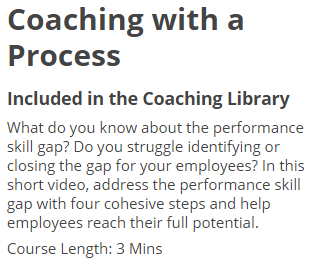 Coaching with a
Process
Included in the Coaching Library
What do you know about the performance
skill gap? Do you struggle identifying or
closing the gap for your employees? In this
short video, address the performance skill
gap with four cohesive steps and help
employees reach their full potential.
Course Length: 3 Mins